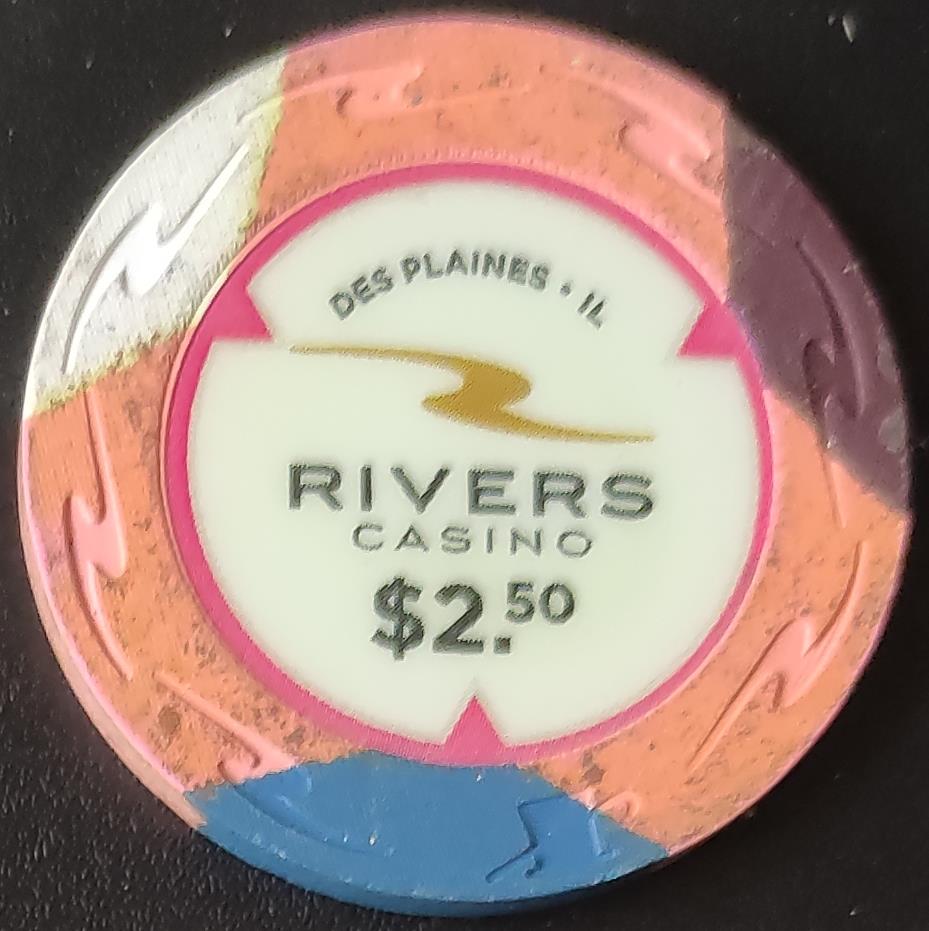 DES PLAINES • IL
RIVERS
CASINO
$2.50